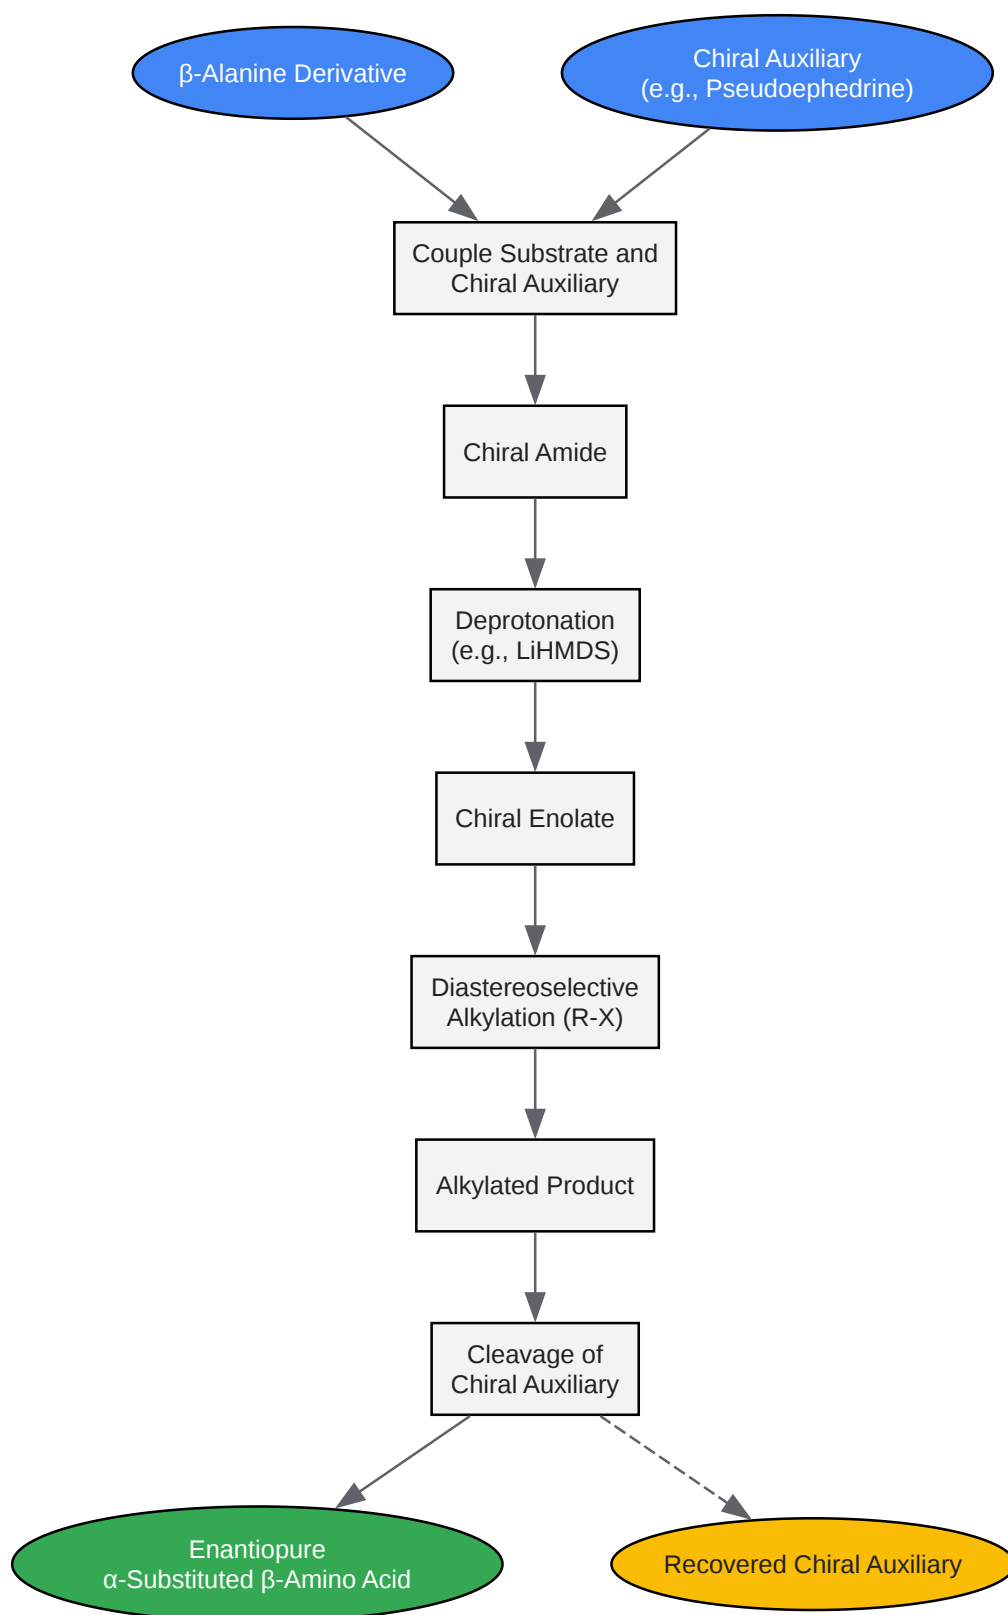 β-Alanine Derivative
Chiral Auxiliary
(e.g., Pseudoephedrine)
Couple Substrate and
Chiral Auxiliary
Chiral Amide
Deprotonation
(e.g., LiHMDS)
Chiral Enolate
Diastereoselective
Alkylation (R-X)
Alkylated Product
Cleavage of
Chiral Auxiliary
Enantiopure
α-Substituted β-Amino Acid
Recovered Chiral Auxiliary